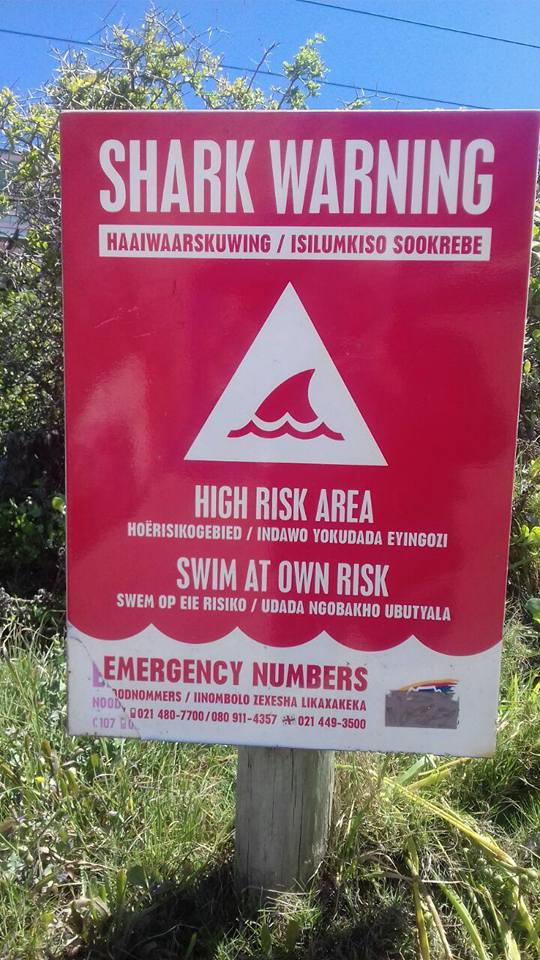 SHARK WARNING
HAAIWAARSKUWING / ISILUMKISO SOOKREBE
HIGH RISK AREA
HOËRISIKOGEBIED / INDAWO YOKUDADA EYINGOZI
SWIM AT OWN RISK
SWEM OP EIE RISIKO / UDADA NGOBAKHO UBUTYALA
EMERGENCY NUMBERS
/ IINOMBOLO ZEXESHA LIKAXAKEKA
021 480-7700/080 911-4357 021 449-3500